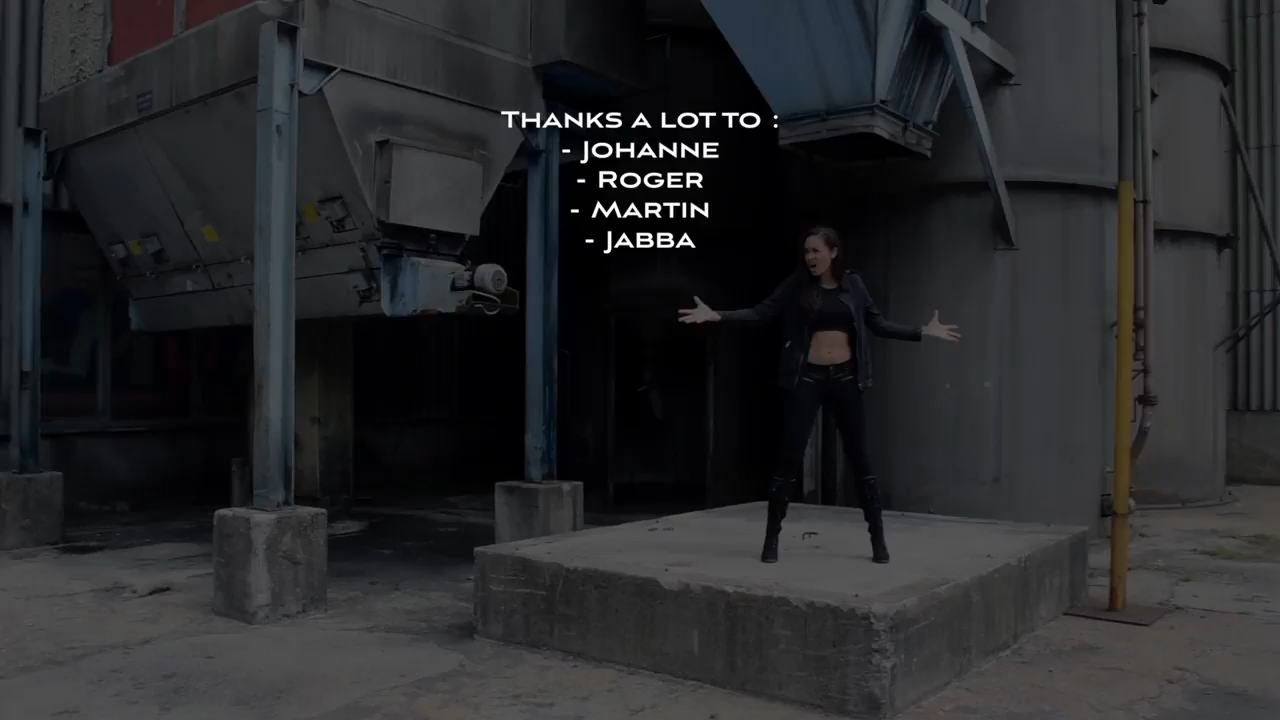 Thanks a lot to :
- Johanne
- Roger
- Martin
- Jabba